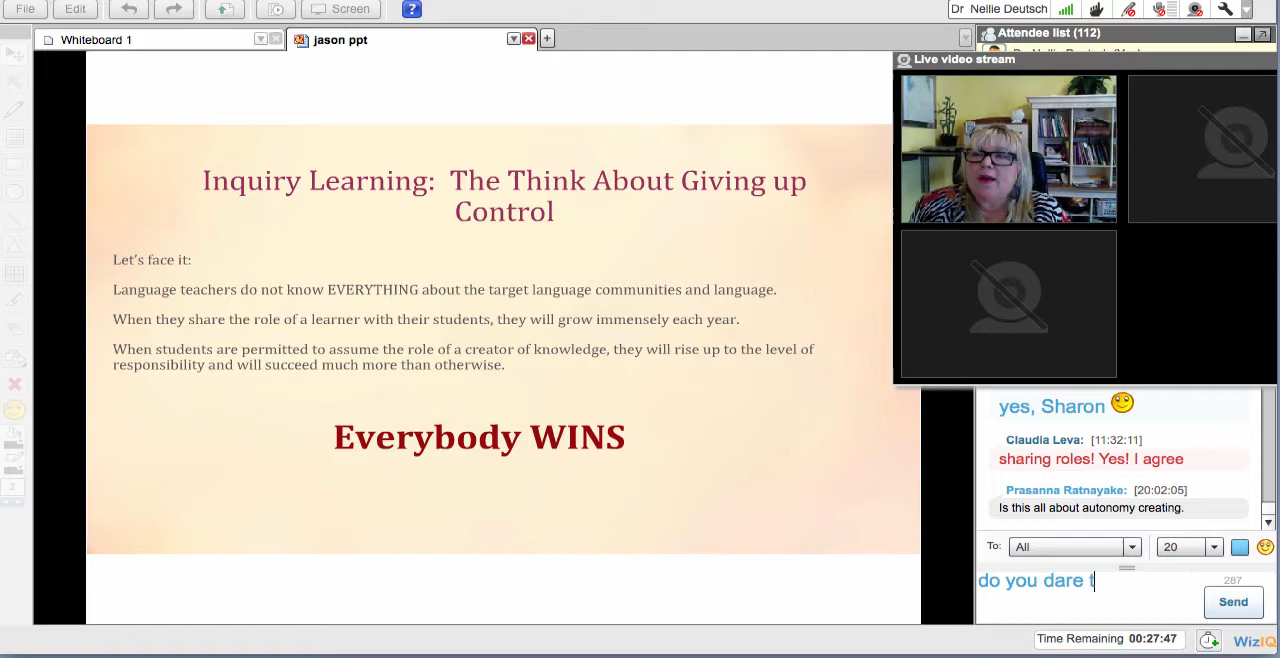 File
Edit
Screen
?
Dr Nellie Deutsch
Whiteboard 1
jason ppt
+
Attendee list (112)
Live video stream
Inquiry Learning:  The Think About Giving up
Control
Let's face it:
Language teachers do not know EVERYTHING about the target language communities and language.
When they share the role of a learner with their students, they will grow immensely each year.
When students are permitted to assume the role of a creator of knowledge, they will rise up to the level of
responsibility and will succeed much more than otherwise.
Everybody WINS
2
yes, Sharon
Claudia Leva: [11:32:11]
sharing roles! Yes! I agree
Prasanna Ratnayake: [20:02:05]
Is this all about autonomy creating.
To: All 20
do you dare t
287
Send
Time Remaining 00:27:47
WizIQ